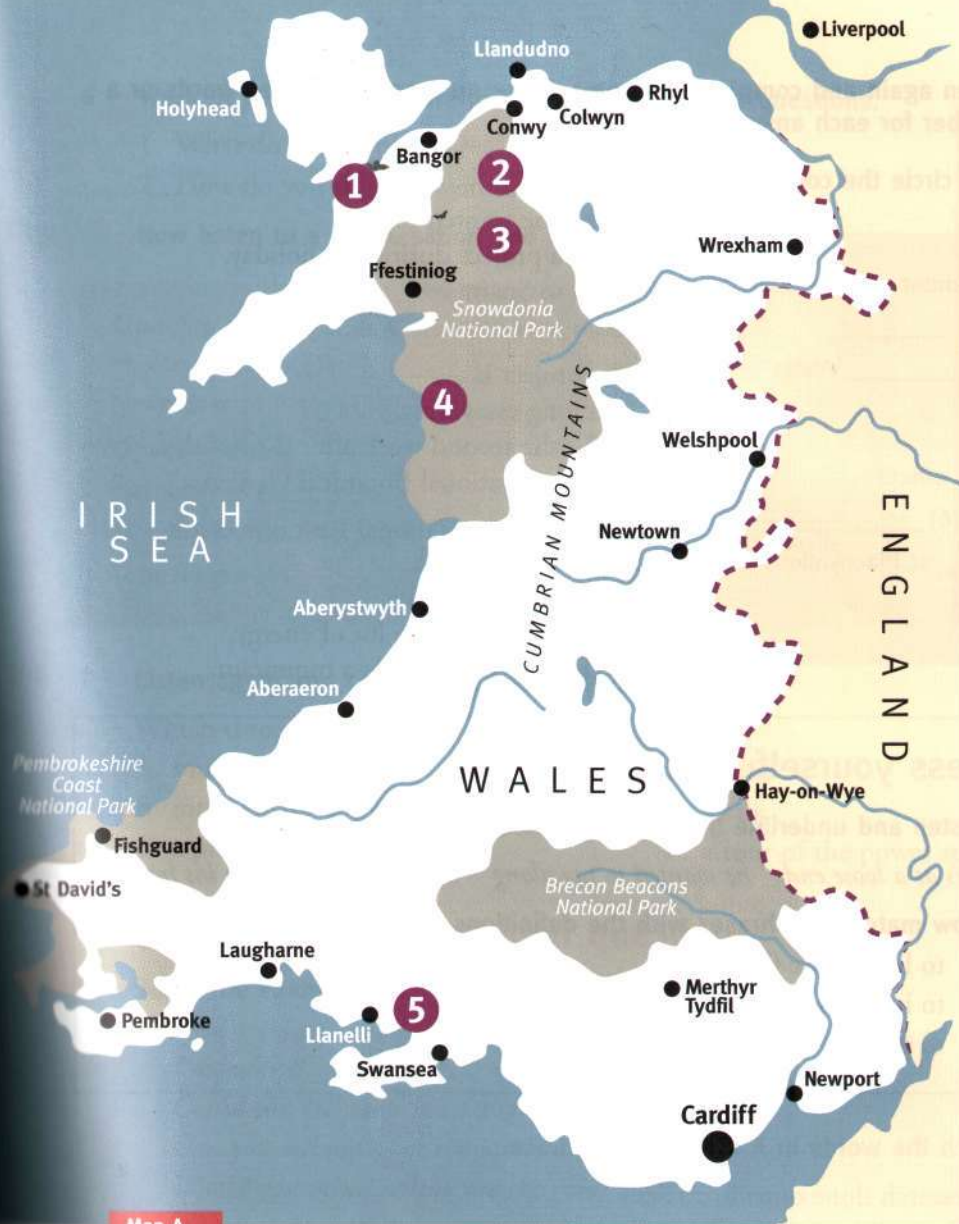 Liverpool
Llandudno
Holyhead
Rhyl
Colwyn
Conwy
Bangor
1
2
3
Wrexham
Ffestiniog
Snowdonia
National Park
4
CUMBRIAN MOUNTAINS
Welshpool
IRISH
SEA
ENGLAND
Newtown
Aberystwyth
Aberaeron
Pembrokeshire
Coast
National Park
WALES
Hay-on-Wye
Fishguard
St David's
Brecon Beacons
National Park
Laugharne
Merthyr
Tydfil
5
Pembroke
Llanelli
Swansea
Newport
Cardiff
Map A